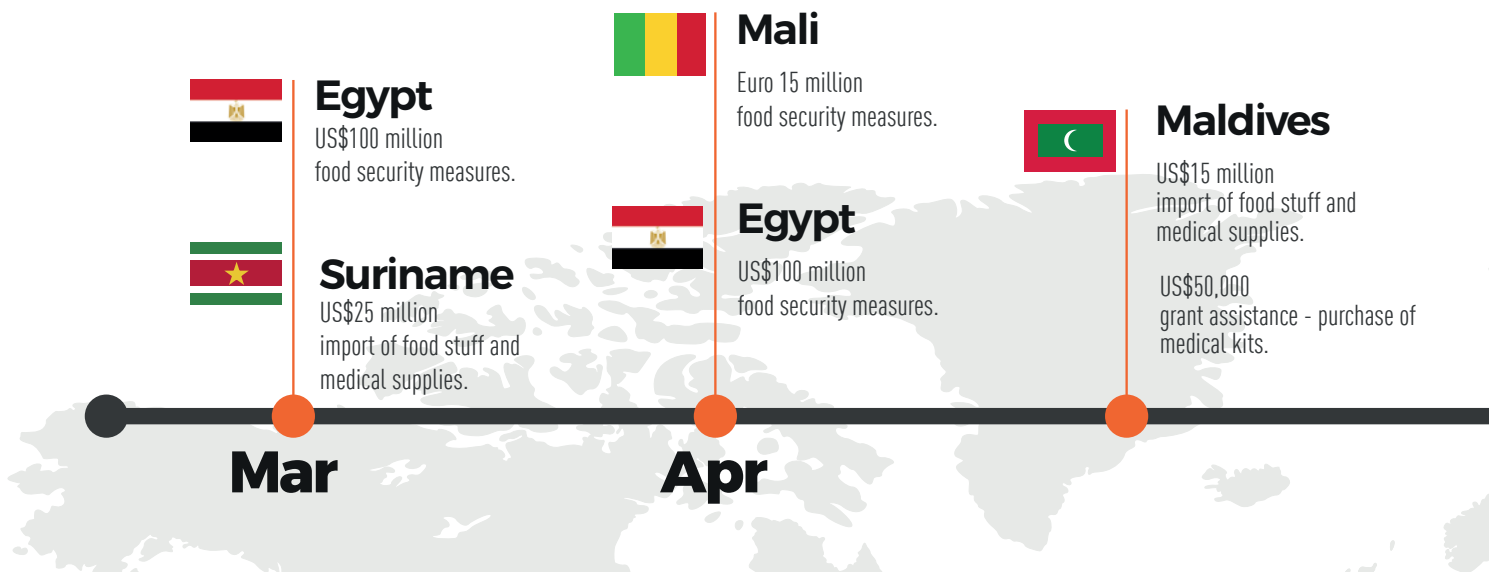 Egypt
US$100 million
food security measures.
Suriname
US$25 million
import of food stuff and
medical supplies.
Mar
Mali
Euro 15 million
food security measures.
Egypt
US$100 million
food security measures.
Apr
Maldives
US$15 million
import of food stuff and
medical supplies.
US$50,000
grant assistance - purchase of
medical kits.